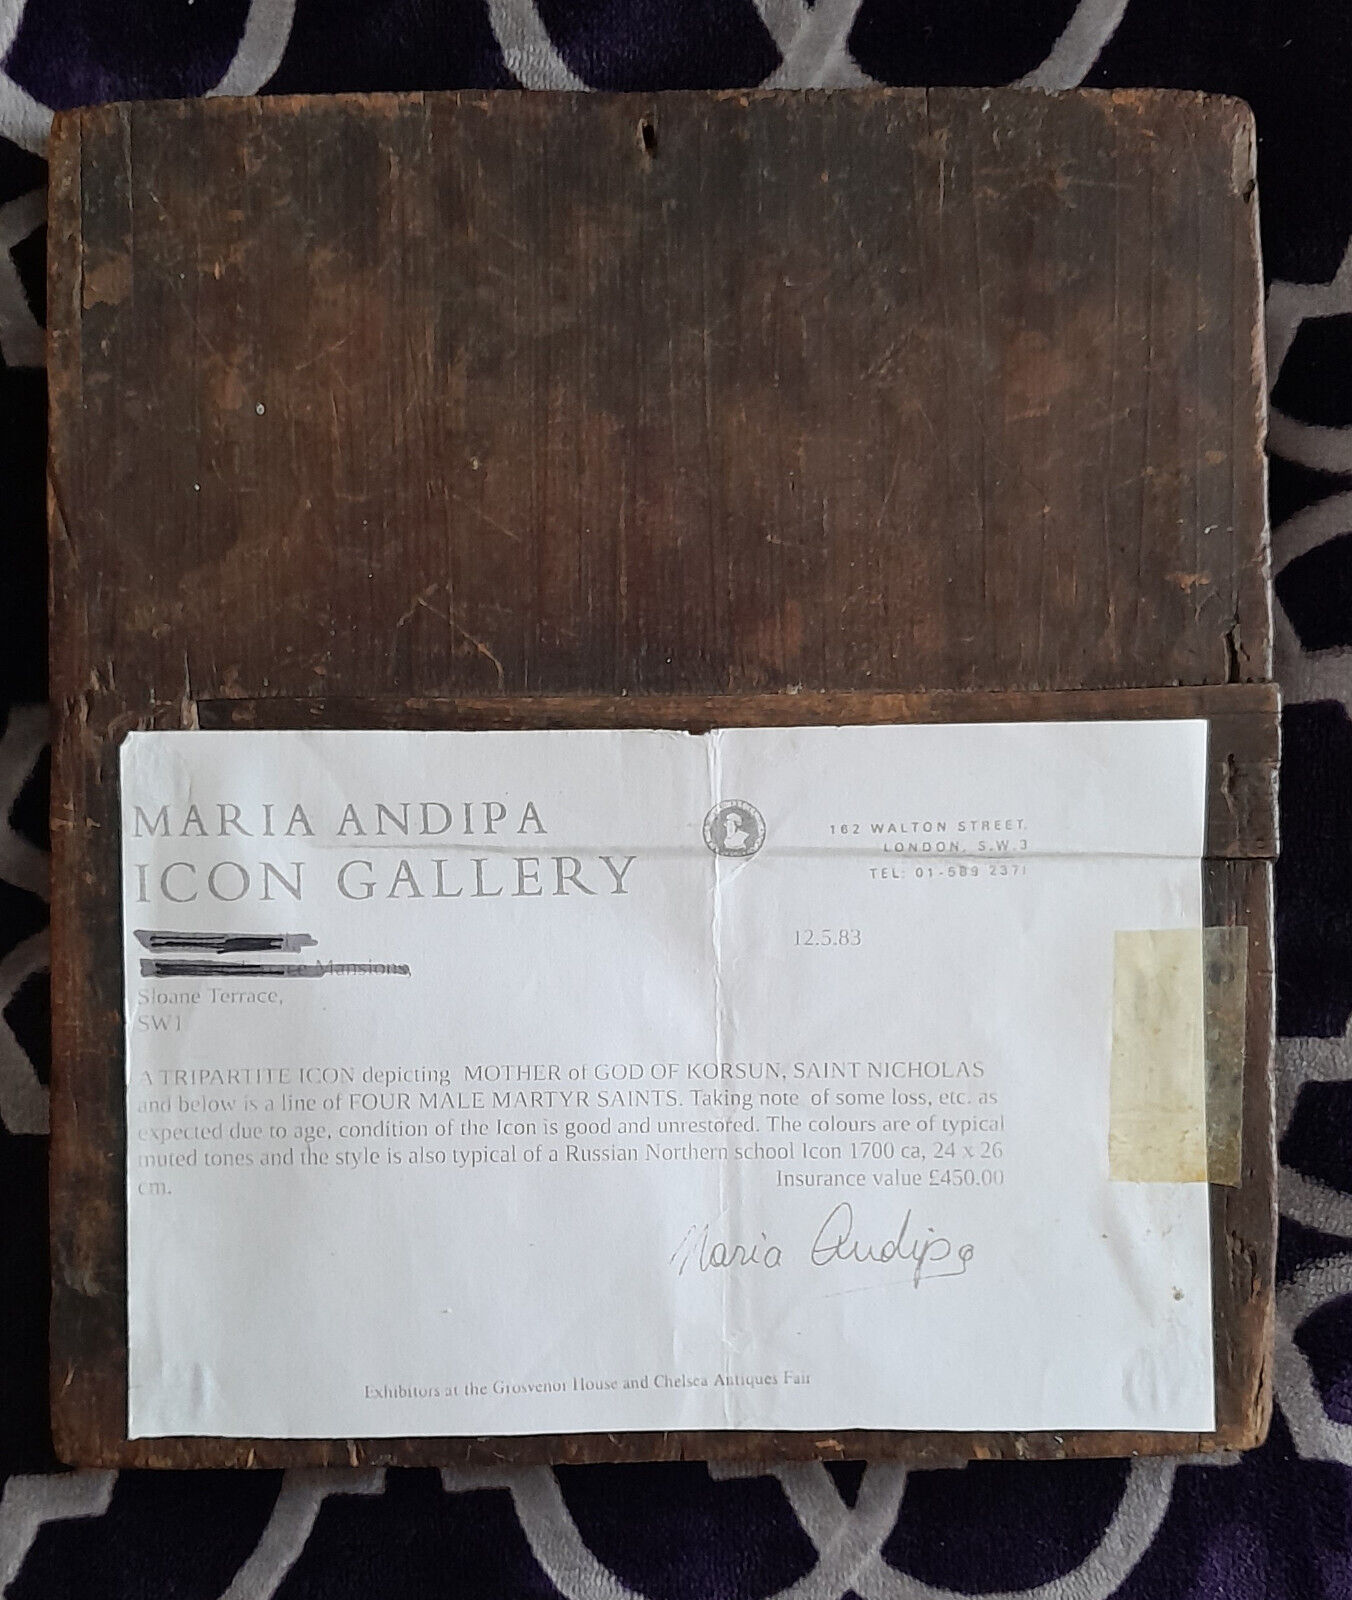 MARIA ANDIPA
ICON GALLERY
162 WALTON STREET,
LONDON, S.W.3
TEL: 01-589 2371
12.5.83
Mansions,
Sloane Terrace,
SW1
A TRIPARTITE ICON depicting MOTHER of GOD OF KORSUN, SAINT NICHOLAS
and below is a line of FOUR MALE MARTYR SAINTS. Taking note of some loss, etc. as
expected due to age, condition of the Icon is good and unrestored. The colours are of typical
muted tones and the style is also typical of a Russian Northern school Icon 1700 ca, 24 x 26
cm.
Insurance value £450.00
Maria Andipa
Exhibitors at the Grosvenor House and Chelsea Antiques Fair